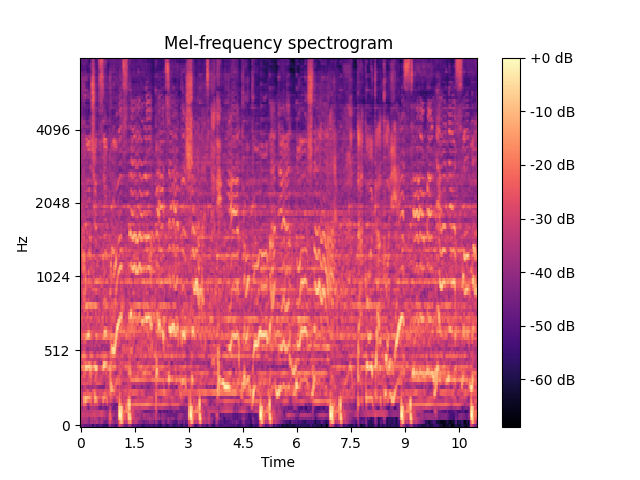 Mel-frequency spectrogram
Hz
4096
2048
1024
512
0
0 1.5 3 4.5 6 7.5 9 10
Time
+0 dB
-10 dB
-20 dB
-30 dB
-40 dB
-50 dB
-60 dB